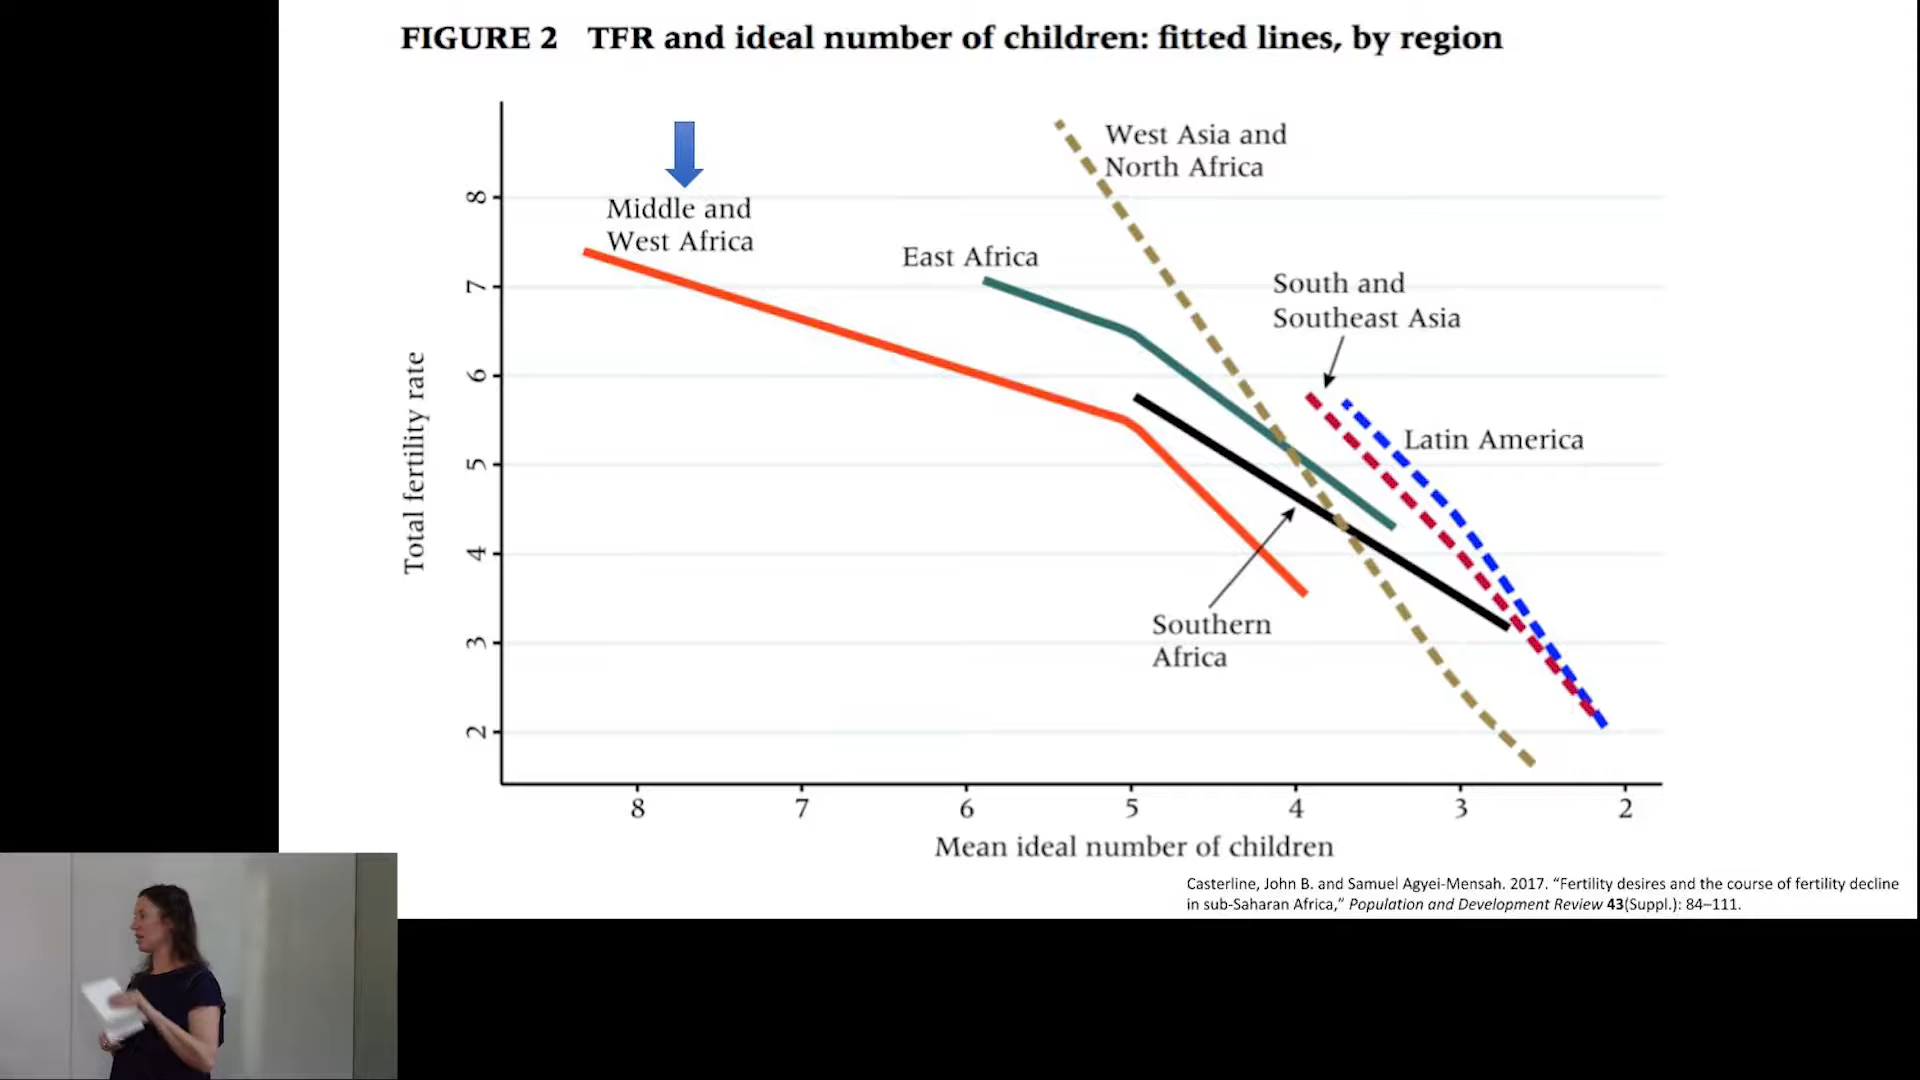 FIGURE 2 TFR and ideal number of children: fitted lines, by region
West Asia and
North Africa
Middle and
West Africa
East Africa
South and
Southeast Asia
Latin America
Southern
Africa
Total fertility rate
8
7
6
5
4
3
2
8 7 6 5 4 3 2
Mean ideal number of children
Casterline, John B. and Samuel Agyei-Mensah. 2017. “Fertility desires and the course of fertility decline
in sub-Saharan Africa,” Population and Development Review 43(Suppl.): 84–111.